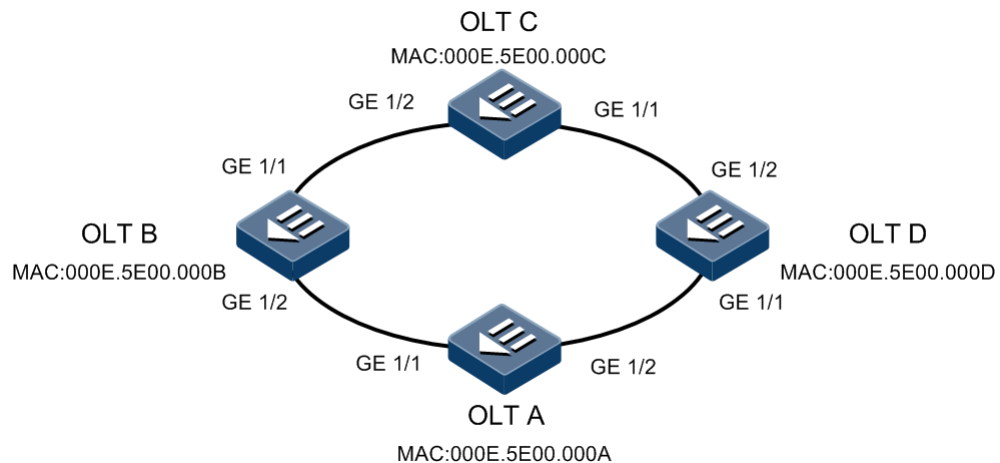 OLT C
MAC:000E.5E00.000C
GE 1/2
GE 1/1
GE 1/1
GE 1/2
OLT B
MAC:000E.5E00.000B
OLT D
MAC:000E.5E00.000D
GE 1/2
GE 1/1
GE 1/1
GE 1/2
OLT A
MAC:000E.5E00.000A